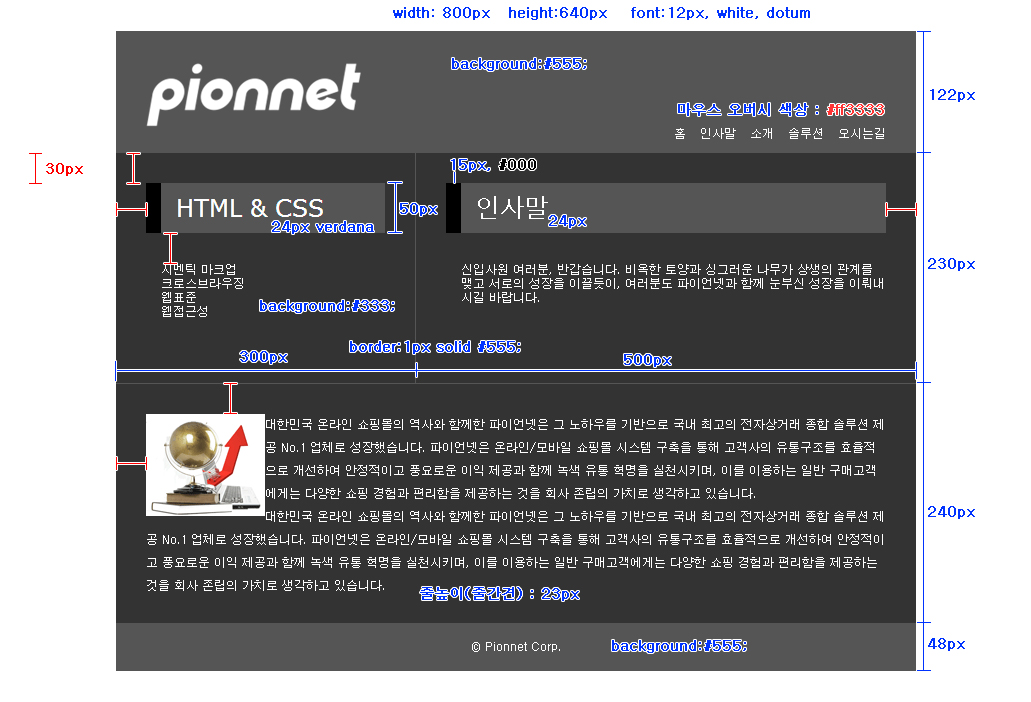 width: 800px height:640px font:12px, white, dotum
pionnet
background:#555;
122px
마우스 오버시 색상 : #ff3333
홈 인사말 소개 솔루션 오시는길
30px
15px, #000
HTML & CSS
50px
24px verdana
인사말
24px
시멘틱 마크업
크로스브라우징
웹표준
웹접근성
background:#333;
신입사원 여러분, 반갑습니다. 비옥한 토양과 싱그러운 나무가 상생의 관계를
맺고 서로의 성장을 이끌듯이, 여러분도 파이언넷과 함께 눈부신 성장을 이뤄내
시길 바랍니다.
230px
border:1px solid #555;
300px
500px
대한민국 온라인 쇼핑몰의 역사와 함께한 파이언넷은 그 노하우를 기반으로 국내 최고의 전자상거래 종합 솔루션 제
공 No.1 업체로 성장했습니다. 파이언넷은 온라인/모바일 쇼핑몰 시스템 구축을 통해 고객사의 유통구조를 효율적
으로 개선하여 안정적이고 풍요로운 이익 제공과 함께 녹색 유통 혁명을 실천시키며, 이를 이용하는 일반 구매고객
에게는 다양한 쇼핑 경험과 편리함을 제공하는 것을 회사 존립의 가치로 생각하고 있습니다.
대한민국 온라인 쇼핑몰의 역사와 함께한 파이언넷은 그 노하우를 기반으로 국내 최고의 전자상거래 종합 솔루션 제
공 No.1 업체로 성장했습니다. 파이언넷은 온라인/모바일 쇼핑몰 시스템 구축을 통해 고객사의 유통구조를 효율적으로 개선하여 안정적이
고 풍요로운 이익 제공과 함께 녹색 유통 혁명을 실천시키며, 이를 이용하는 일반 구매고객에게는 다양한 쇼핑 경험과 편리함을 제공하는
것을 회사 존립의 가치로 생각하고 있습니다.
240px
줄높이(줄간견) : 23px
© Pionnet Corp.
background:#555;
48px